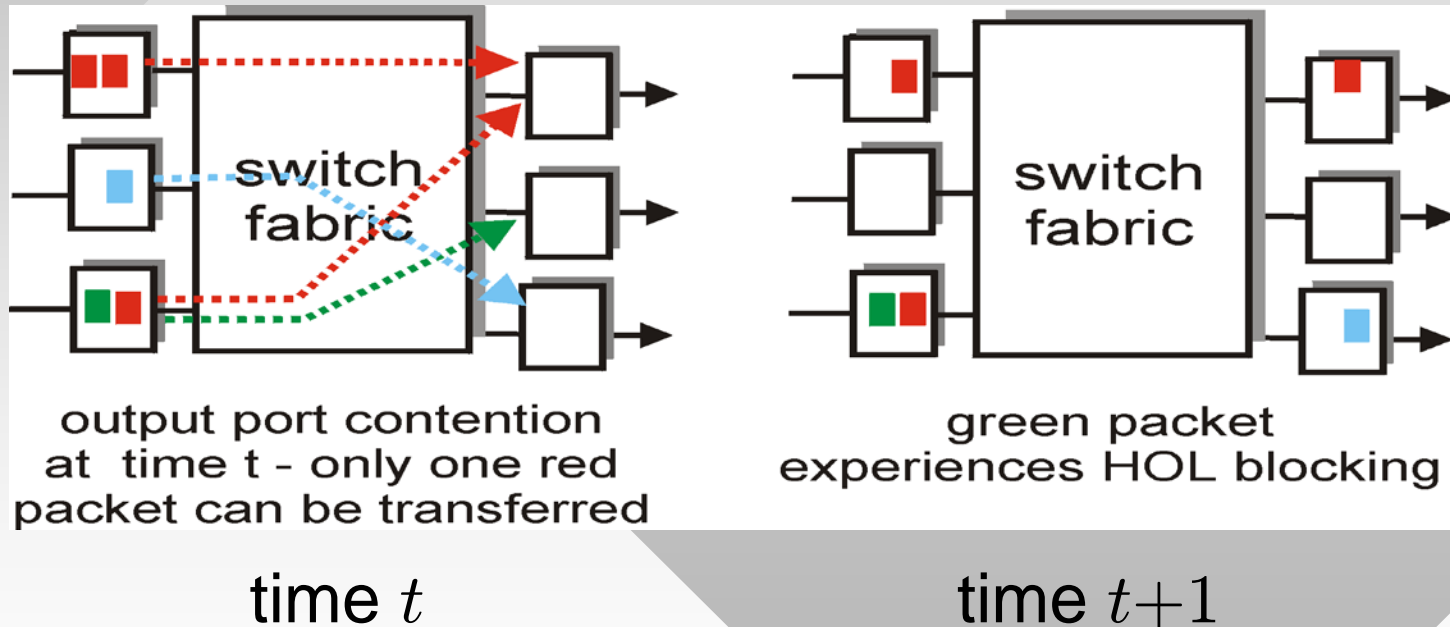 switch
fabric
output port contention
at time t - only one red
packet can be transferred
time t
switch
fabric
green packet
experiences HOL blocking
time t+1